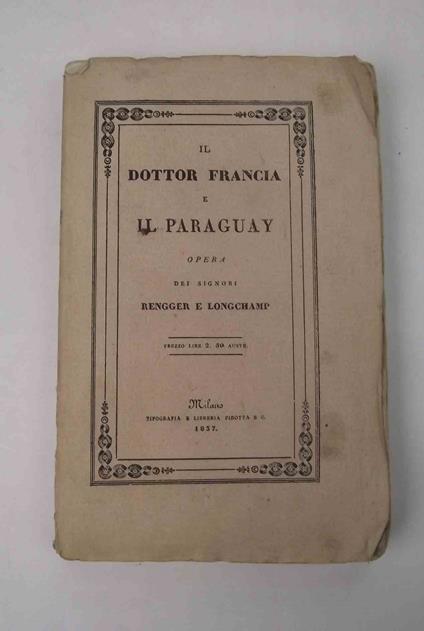 IL
DOTTOR FRANCIA
E
IL PARAGUAY
OPERA
DEI SIGNORI
RENGGER E LONGCHAMP
PREZZO LIRE 2. 50 AUSTR.
Milano
TIPOGRAFIA E LIBRERIA PIROTTA E C.
1837.